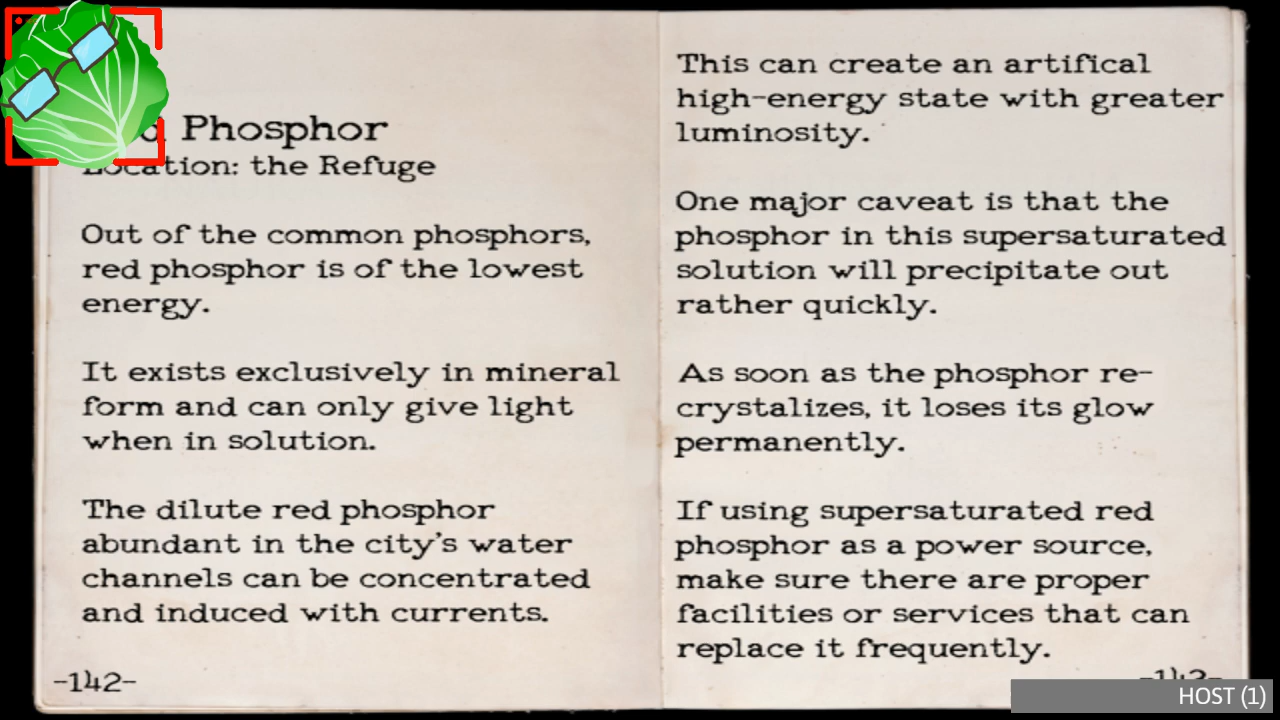 Phosphor
Location: the Refuge
Out of the common phosphors,
red phosphor is of the lowest
energy.
It exists exclusively in mineral
form and can only give light
when in solution.
The dilute red phosphor
abundant in the city's water
channels can be concentrated
and induced with currents.
-142-
This can create an artifical
high-energy state with greater
luminosity.
One major caveat is that the
phosphor in this supersaturated
solution will precipitate out
rather quickly.
As soon as the phosphor re-
crystalizes, it loses its glow
permanently.
If using supersaturated red
phosphor as a power source,
make sure there are proper
facilities or services that can
replace it frequently.
-142-
HOST (1)